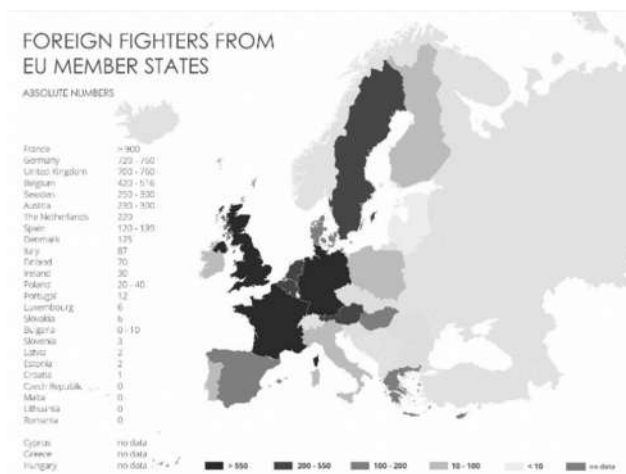 FOREIGN FIGHTERS FROM
EU MEMBER STATES
ABSOLUTE NUMBERS
France > 900
Germany 720 - 760
United Kingdom 700 - 760
Belgium 420 - 516
Sweden 250 - 300
Austria 230 - 300
The Netherlands 220
Spain 120 - 139
Denmark 125
Italy 87
Finland 70
Ireland 30
Poland 20 - 40
Portugal 12
Luxembourg 6
Slovakia 6
Bulgaria 0 - 10
Slovenia 3
Latvia 2
Estonia 2
Croatia 1
Czech Republik 0
Malta 0
Lithuania 0
Romania 0
Cyprus no data
Greece no data
Hungary no data
> 550 200 - 550 100 - 200 10 - 100 < 10 no data